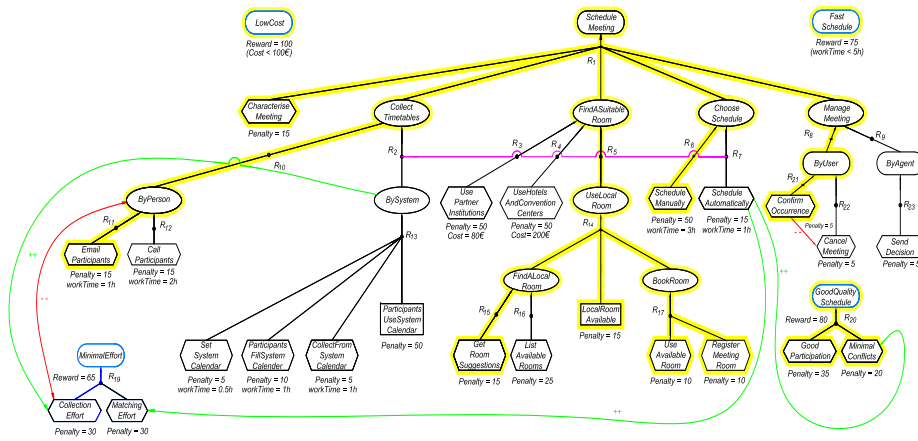 LowCost
Reward = 100
(Cost < 100€)
Schedule
Meeting
Fast
Schedule
Reward = 75
(workTime < 5h)
R1
Characterise
Meeting
Penalty = 15
Collect
Timetables
FindASuitable
Room
Choose
Schedule
Manage
Meeting
R2
R3
R4
R5
R6
R7
R8
R9
R10
ByPerson
BySystem
Use
Partner
Institutions
Penalty = 50
Cost = 80€
UseHotels
AndConvention
Centers
Penalty = 50
Cost = 200€
UseLocal
Room
Schedule
Manually
Penalty = 50
workTime = 3h
Schedule
Automatically
Penalty = 15
workTime = 1h
ByUser
ByAgent
R21
R22
R23
Confirm
Occurrence
Penalty = 5
Cancel
Meeting
Penalty = 5
Send
Decision
Penalty = 5
R11
R12
Email
Participants
Penalty = 15
workTime = 1h
Call
Participants
Penalty = 15
workTime = 2h
R13
R14
FindALocal
Room
BookRoom
R15
R16
R17
LocalRoom
Available
Penalty = 15
Participants
UseSystem
Calendar
Penalty = 50
Set
System
Calendar
Penalty = 5
workTime = 0.5h
Participants
FillSystem
Calender
Penalty = 10
workTime = 1h
CollectFrom
System
Calendar
Penalty = 5
workTime = 1h
Get
Room
Suggestions
Penalty = 15
List
Available
Rooms
Penalty = 25
Use
Available
Room
Penalty = 10
Register
Meeting
Room
Penalty = 10
GoodQuality
Schedule
Reward = 80
R20
Good
Participation
Penalty = 35
Minimal
Conflicts
Penalty = 20
MinimalEffort
Reward = 65
R19
Collection
Effort
Penalty = 30
Matching
Effort
Penalty = 30
++
--
++
++
--